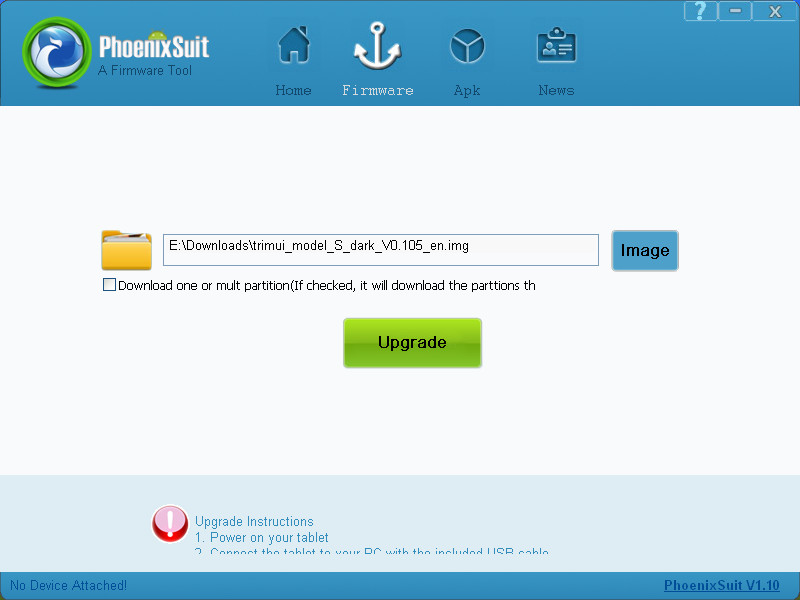 PhoenixSuit
A Firmware Tool
Home
Firmware
Apk
News
? – X
E:\Downloads\trimui_model_S_dark_V0.105_en.img
Image
Download one or mult partition(If checked, it will download the parttions th
Upgrade
Upgrade Instructions
1. Power on your tablet
2. Connect the tablet to your PC with the included USB cable
No Device Attached!
PhoenixSuit V1.10